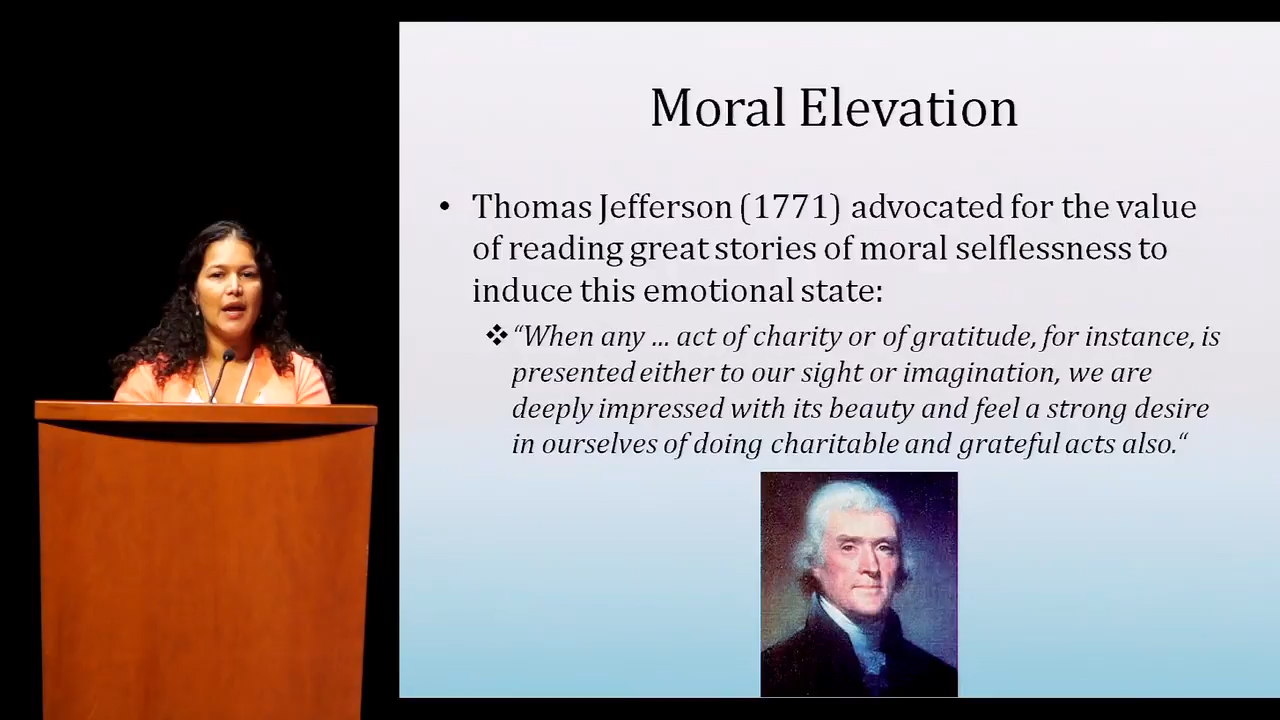 Moral Elevation
• Thomas Jefferson (1771) advocated for the value
of reading great stories of moral selflessness to
induce this emotional state:
❖ “When any ... act of charity or of gratitude, for instance, is
presented either to our sight or imagination, we are
deeply impressed with its beauty and feel a strong desire
in ourselves of doing charitable and grateful acts also.“